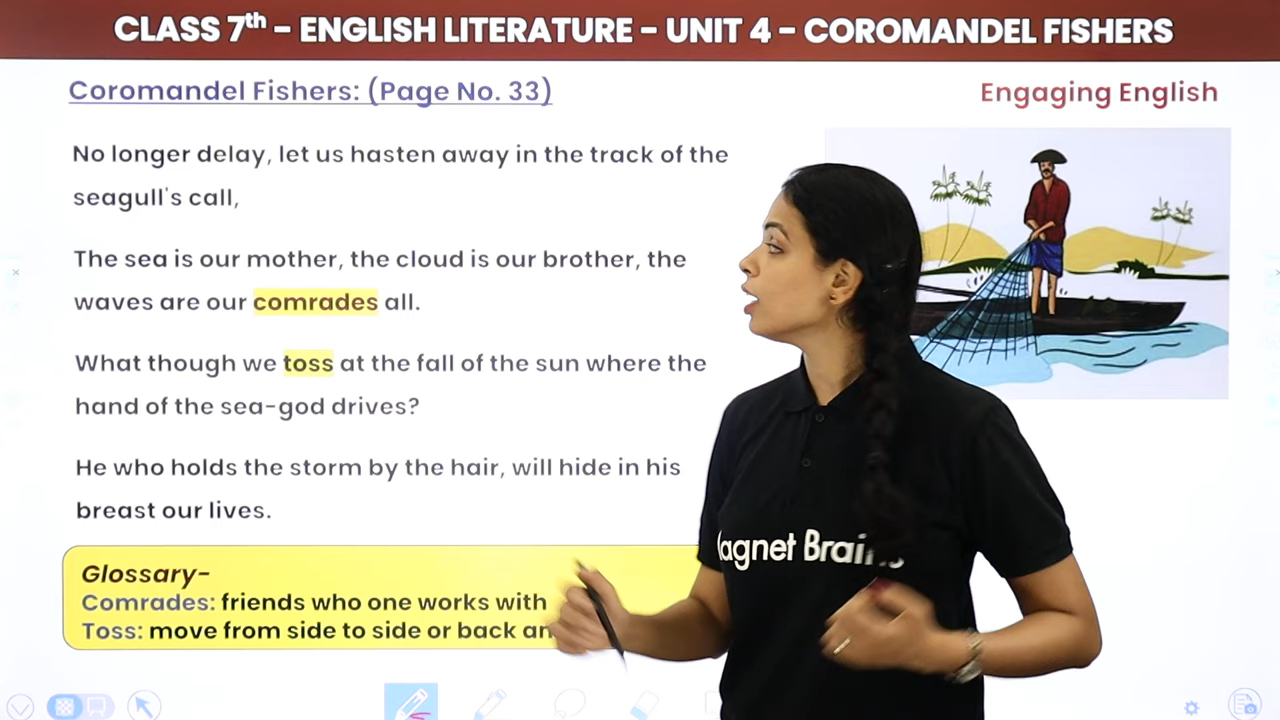 CLASS 7th - ENGLISH LITERATURE - UNIT 4 - COROMANDEL FISHERS
Coromandel Fishers: (Page No. 33)
Engaging English
No longer delay, let us hasten away in the track of the
seagull's call,
The sea is our mother, the cloud is our brother, the
waves are our comrades all.
What though we toss at the fall of the sun where the
hand of the sea-god drives?
He who holds the storm by the hair, will hide in his
breast our lives.
Glossary-
Comrades: friends who one works with
Toss: move from side to side or back an
agnet Brai